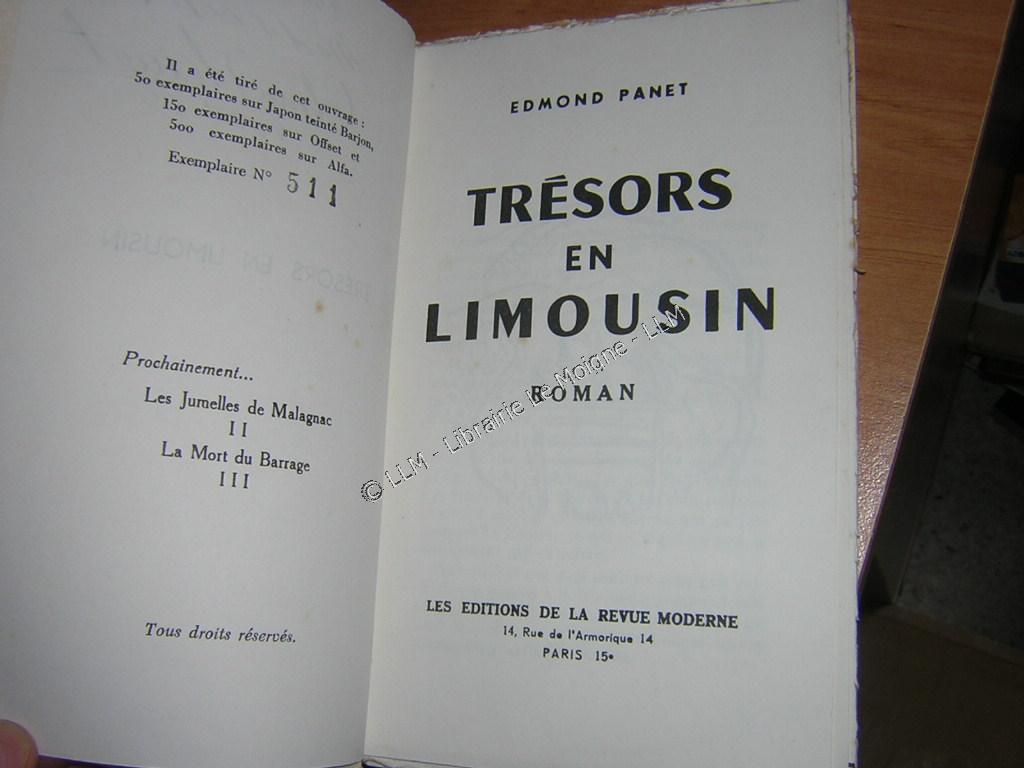 Il a été tiré de cet ouvrage :
50 exemplaires sur Japon teinté Barjon,
150 exemplaires sur Offset et
500 exemplaires sur Alfa.
Exemplaire N° 511
TRÉSORS EN LIMOUSIN
Prochainement...
Les Jumelles de Malagnac
II
La Mort du Barrage
III
Tous droits réservés.
EDMOND PANET
TRÉSORS
EN
LIMOUSIN
ROMAN
LES EDITIONS DE LA REVUE MODERNE
14, Rue de l'Armorique 14
PARIS 15e
© LLM - Librairie Le Moigne - LLM